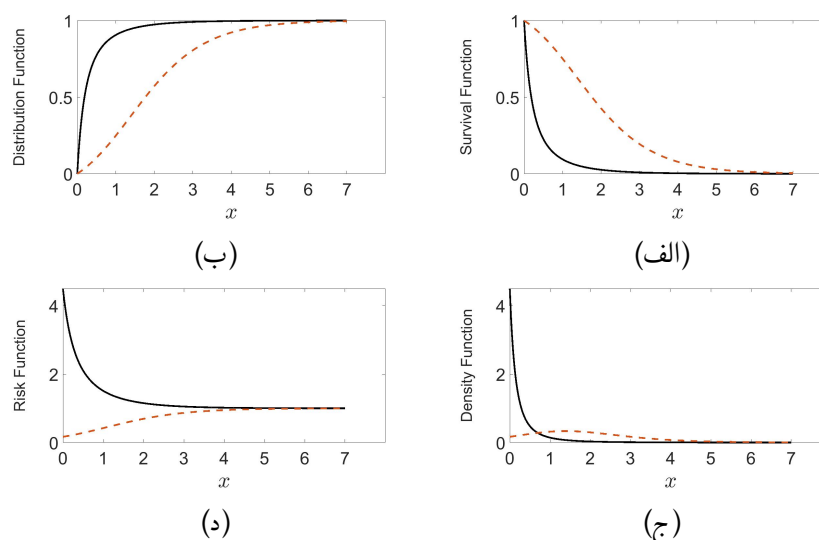 Distribution Function
1
0.5
0
0 1 2 3 4 5 6 7
x
(ب)
Survival Function
1
0.5
0
0 1 2 3 4 5 6 7
x
(الف)
Risk Function
4
2
0
0 1 2 3 4 5 6 7
x
(د)
Density Function
4
2
0
0 1 2 3 4 5 6 7
x
(ج)